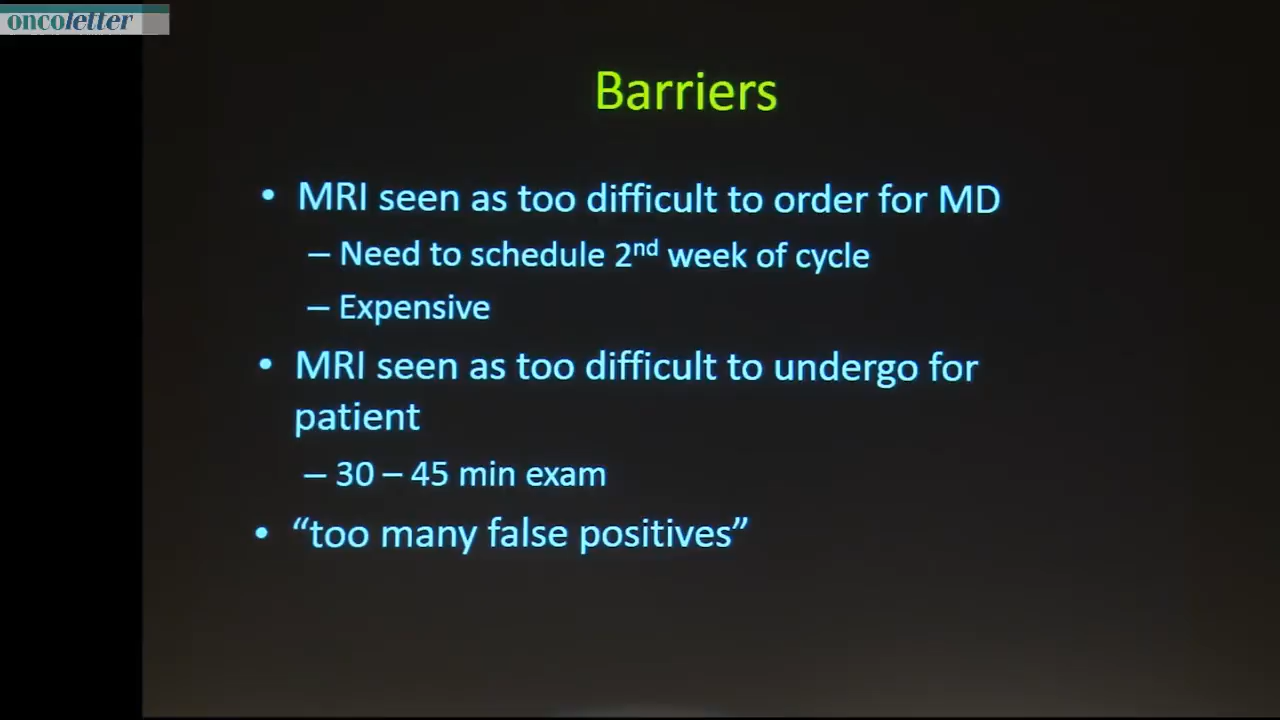 oncoletter
Barriers
• MRI seen as too difficult to order for MD
– Need to schedule 2nd week of cycle
– Expensive
• MRI seen as too difficult to undergo for
patient
– 30 – 45 min exam
• “too many false positives”